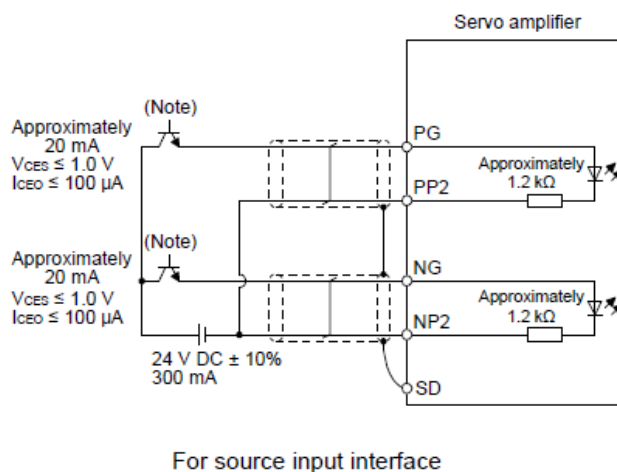 Servo amplifier
(Note)
Approximately
20 mA
VCES ≤ 1.0 V
ICEO ≤ 100 µA
PG
Approximately
1.2 kΩ
PP2
(Note)
Approximately
20 mA
VCES ≤ 1.0 V
ICEO ≤ 100 µA
NG
Approximately
1.2 kΩ
NP2
24 V DC ± 10%
300 mA
SD
For source input interface